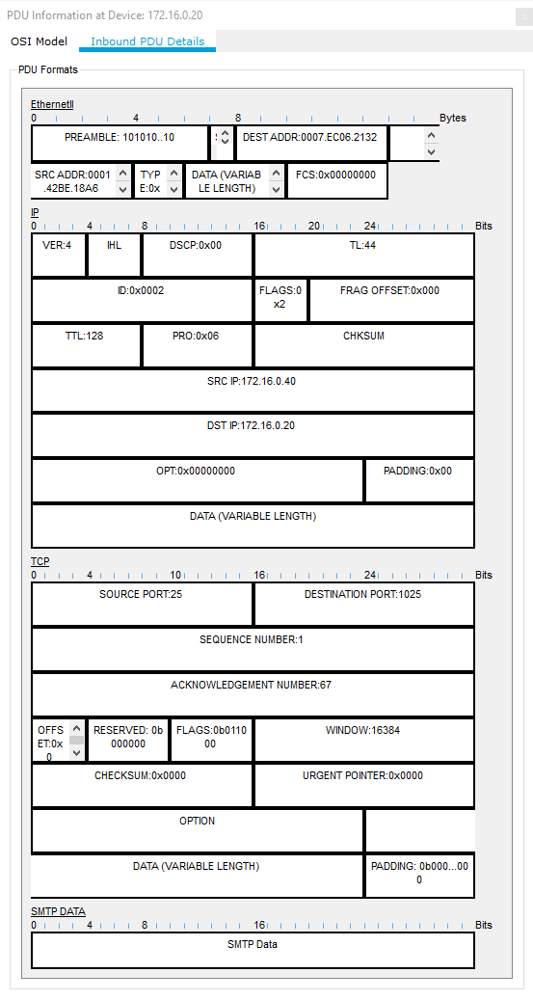 PDU Information at Device: 172.16.0.20
OSI Model Inbound PDU Details
PDU Formats
EthernetII
0 4 8 Bytes
PREAMBLE: 101010..10 DEST ADDR:0007.EC06.2132
SRC ADDR:0001 TYP DATA (VARIAB FCS:0x00000000
.42BE.18A6 E:0x BLE LENGTH)
IP
0 4 8 16 20 24 Bits
VER:4 IHL DSCP:0x00 TL:44
ID:0x0002 FLAGS:0 FRAG OFFSET:0x000
x2
TTL:128 PRO:0x06 CHKSUM
SRC IP:172.16.0.40
DST IP:172.16.0.20
OPT:0x00000000 PADDING:0x00
DATA (VARIABLE LENGTH)
TCP
0 4 10 16 24 Bits
SOURCE PORT:25 DESTINATION PORT:1025
SEQUENCE NUMBER:1
ACKNOWLEDGEMENT NUMBER:67
OFFS RESERVED: 0b FLAGS:0b0110 WINDOW:16384
ET:0x 000000 00
0
CHECKSUM:0x0000 URGENT POINTER:0x0000
OPTION
DATA (VARIABLE LENGTH) PADDING: 0b000...00
0
SMTP DATA
0 4 8 16 Bits
SMTP Data